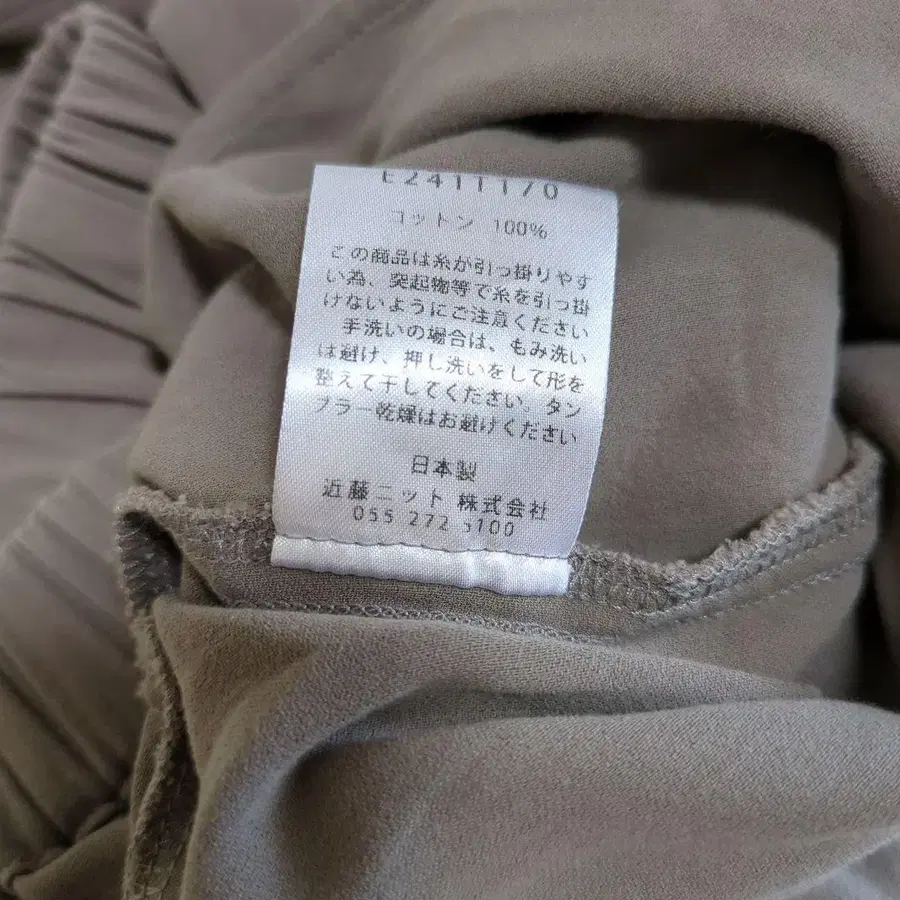 E2411170
コットン 100%
この商品は糸が引っ掛りやす
い為、突起物等で糸を引っ掛
けないようにご注意ください
手洗いの場合は、もみ洗い
は避け、押し洗いをして形を
整えて干してください。タン
ブラー乾燥はお避けください
日本製
近藤ニット 株式会社
055 272 5100